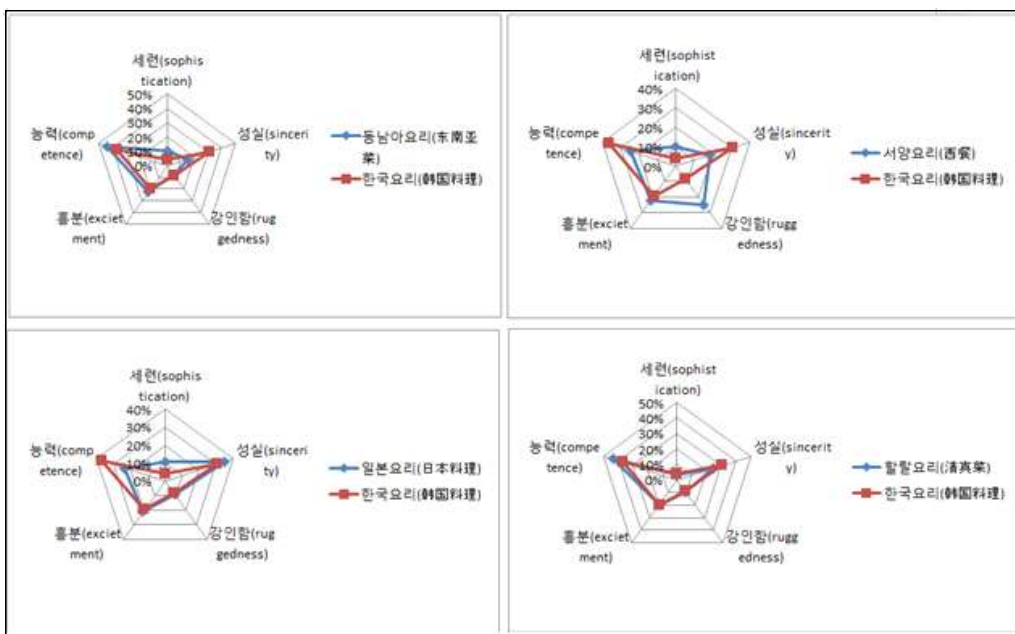 세련(sophis
tication)
50%
40%
30%
20%
10%
0%
성실(sinceri
ty)
강인함(rug
gedness)
흥분(exciet
ment)
능력(comp
etence)
동남아요리(东南亚
菜)
한국요리(韩国料理)
세련(sophist
ication)
40%
30%
20%
10%
0%
성실(sincerit
y)
강인함(rugg
edness)
흥분(exciet
ment)
능력(compe
tence)
서양요리(西餐)
한국요리(韩国料理)
세련(sophis
tication)
40%
30%
20%
10%
0%
성실(sinceri
ty)
강인함(rug
gedness)
흥분(exciet
ment)
능력(comp
etence)
일본요리(日本料理)
한국요리(韩国料理)
세련(sophist
ication)
50%
40%
30%
20%
10%
0%
성실(sincerit
y)
강인함(rugg
edness)
흥분(exciet
ment)
능력(compe
tence)
할랄요리(清真菜)
한국요리(韩国料理)